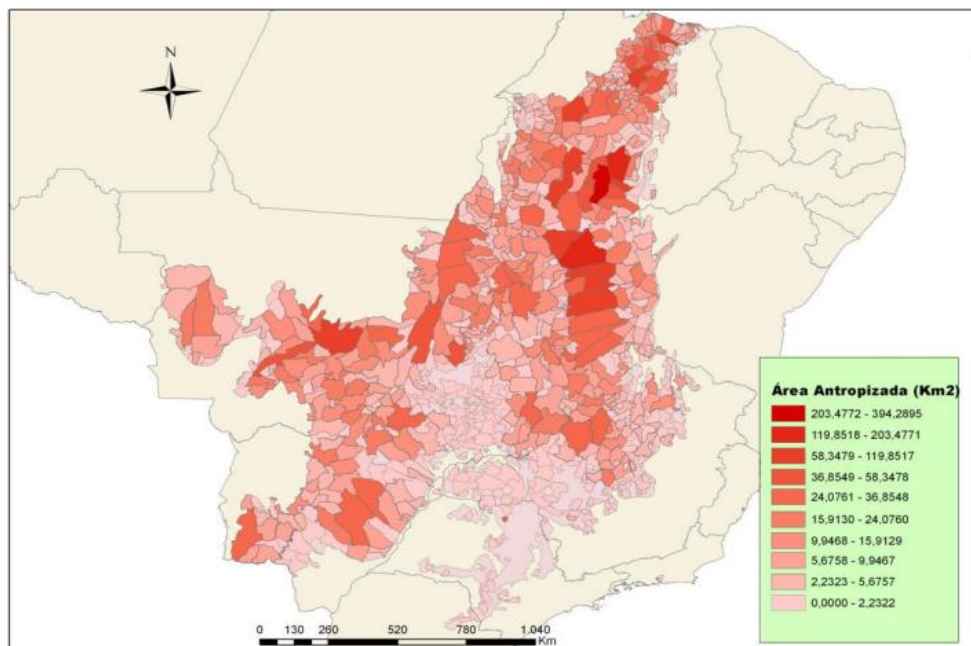 N
Área Antropizada (Km2)
203,4772 - 394,2895
119,8518 - 203,4771
58,3479 - 119,8517
36,8549 - 58,3478
24,0761 - 36,8548
15,9130 - 24,0760
9,9468 - 15,9129
5,6758 - 9,9467
2,2323 - 5,6757
0,0000 - 2,2322
0 130 260 520 780 1.040
Km